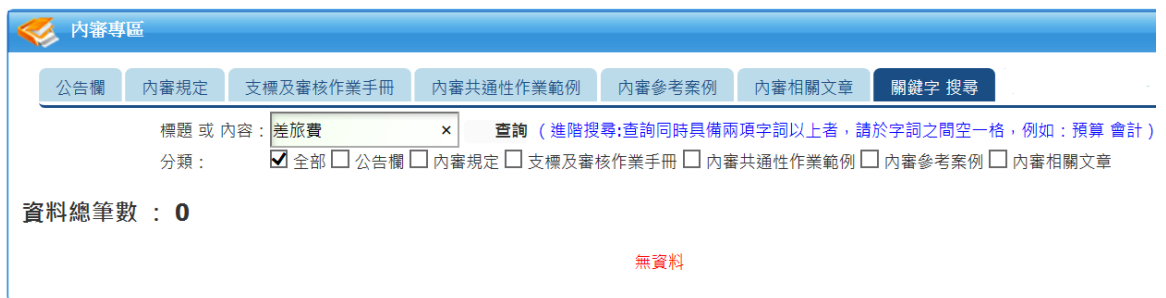 內審專區
公告欄 內審規定 支標及審核作業手冊 內審共通性作業範例 內審參考案例 內審相關文章 關鍵字 搜尋
標題 或 內容：差旅費 × 查詢 （進階搜尋:查詢同時具備兩項字詞以上者，請於字詞之間空一格，例如：預算 會計）
分類： 全部 公告欄 內審規定 支標及審核作業手冊 內審共通性作業範例 內審參考案例 內審相關文章
資料總筆數 ： 0
無資料